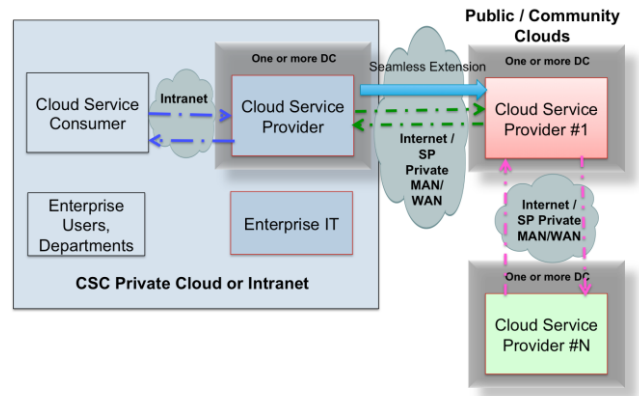 Public / Community
Clouds
One or more DC
Seamless Extension
One or more DC
Cloud Service
Consumer
Intranet
Cloud Service
Provider
Cloud Service
Provider #1
Internet /
SP
Private
MAN/
WAN
Enterprise
Users,
Departments
Enterprise IT
Internet /
SP Private
MAN/WAN
CSC Private Cloud or Intranet
One or more DC
Cloud Service
Provider #N